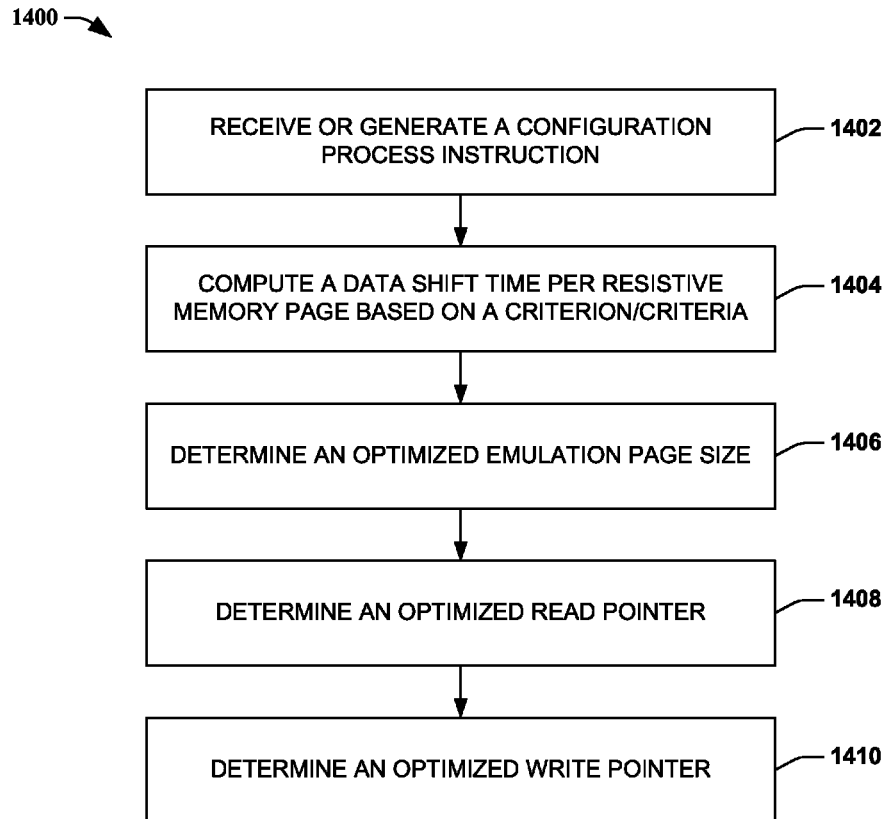 1400
RECEIVE OR GENERATE A CONFIGURATION
PROCESS INSTRUCTION
1402
COMPUTE A DATA SHIFT TIME PER RESISTIVE
MEMORY PAGE BASED ON A CRITERION/CRITERIA
1404
DETERMINE AN OPTIMIZED EMULATION PAGE SIZE
1406
DETERMINE AN OPTIMIZED READ POINTER
1408
DETERMINE AN OPTIMIZED WRITE POINTER
1410